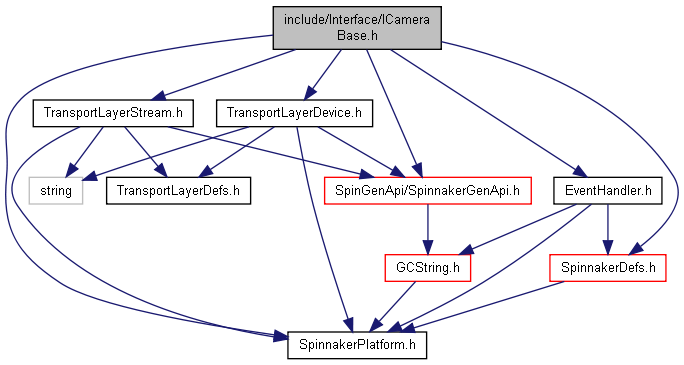 include/Interface/ICamera
Base.h
TransportLayerStream.h
TransportLayerDevice.h
string
TransportLayerDefs.h
SpinGenApi/SpinnakerGenApi.h
EventHandler.h
GCString.h
SpinnakerDefs.h
SpinnakerPlatform.h